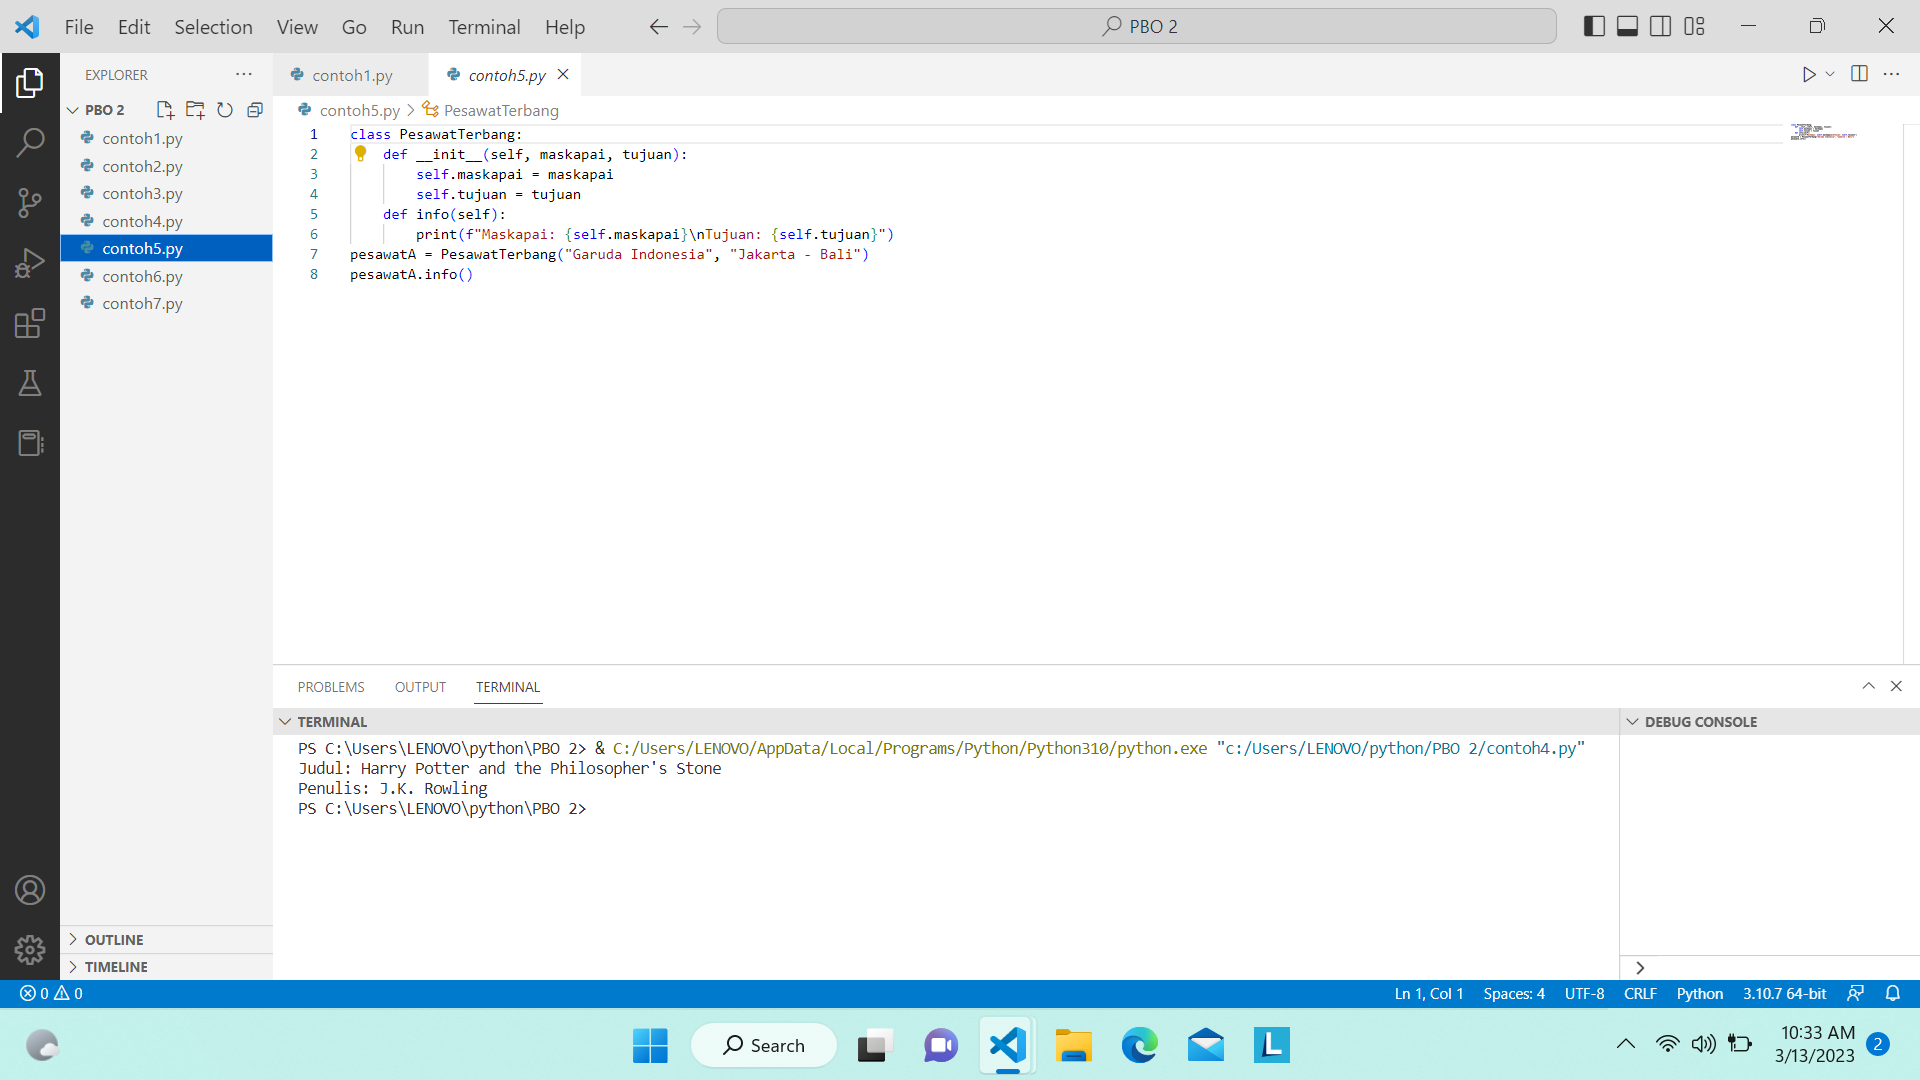 File Edit Selection View Go Run Terminal Help
PBO 2
EXPLORER
PBO 2
contoh1.py
contoh2.py
contoh3.py
contoh4.py
contoh5.py
contoh6.py
contoh7.py
OUTLINE
TIMELINE
contoh1.py
contoh5.py
contoh5.py > PesawatTerbang
1 class PesawatTerbang:
2 def __init__(self, maskapai, tujuan):
3 self.maskapai = maskapai
4 self.tujuan = tujuan
5 def info(self):
6 print(f"Maskapai: {self.maskapai}\nTujuan: {self.tujuan}")
7 pesawatA = PesawatTerbang("Garuda Indonesia", "Jakarta - Bali")
8 pesawatA.info()
PROBLEMS OUTPUT TERMINAL
TERMINAL
PS C:\Users\LENOVO\python\PBO 2> & C:/Users/LENOVO/AppData/Local/Programs/Python/Python310/python.exe "c:/Users/LENOVO/python/PBO 2/contoh4.py"
Judul: Harry Potter and the Philosopher's Stone
Penulis: J.K. Rowling
PS C:\Users\LENOVO\python\PBO 2>
DEBUG CONSOLE
0 0
Ln 1, Col 1 Spaces: 4 UTF-8 CRLF Python 3.10.7 64-bit
Search
L
10:33 AM
3/13/2023
2